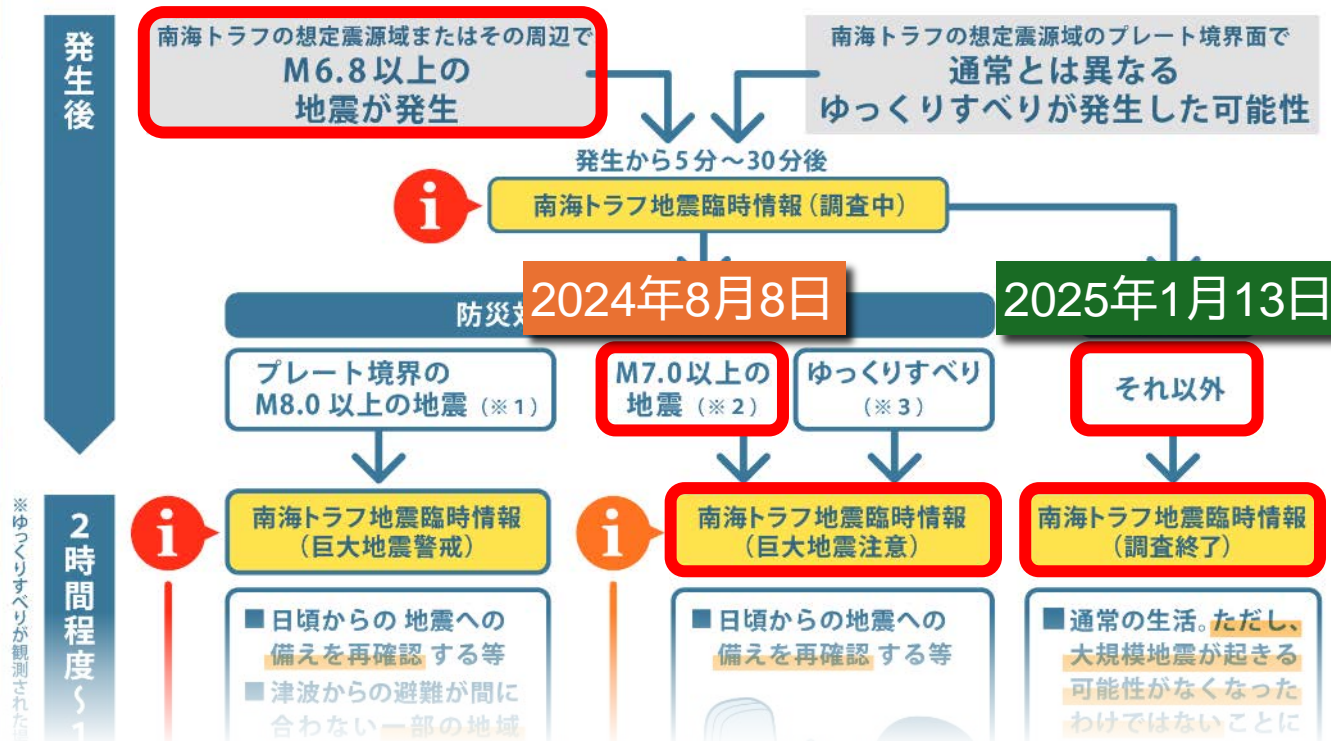 発生後
南海トラフの想定震源域またはその周辺で
M6.8以上の
地震が発生
南海トラフの想定震源域のプレート境界面で
通常とは異なる
ゆっくりすべりが発生した可能性
発生から5分～30分後
i
南海トラフ地震臨時情報（調査中）
2024年8月8日
2025年1月13日
防災
プレート境界の
M8.0 以上の地震（※1）
M7.0以上の
地震（※2）
ゆっくりすべり
（※3）
それ以外
2時間程度～1
※ゆっくりすべりが観測された
i
南海トラフ地震臨時情報
（巨大地震警戒）
i
南海トラフ地震臨時情報
（巨大地震注意）
南海トラフ地震臨時情報
（調査終了）
■日頃からの 地震への
備えを再確認 する等
■津波からの避難が間に
合わない一部の地域
■日頃からの地震への
備えを再確認 する等
■通常の生活。ただし、
大規模地震が起きる
可能性がなくなった
わけではないことに